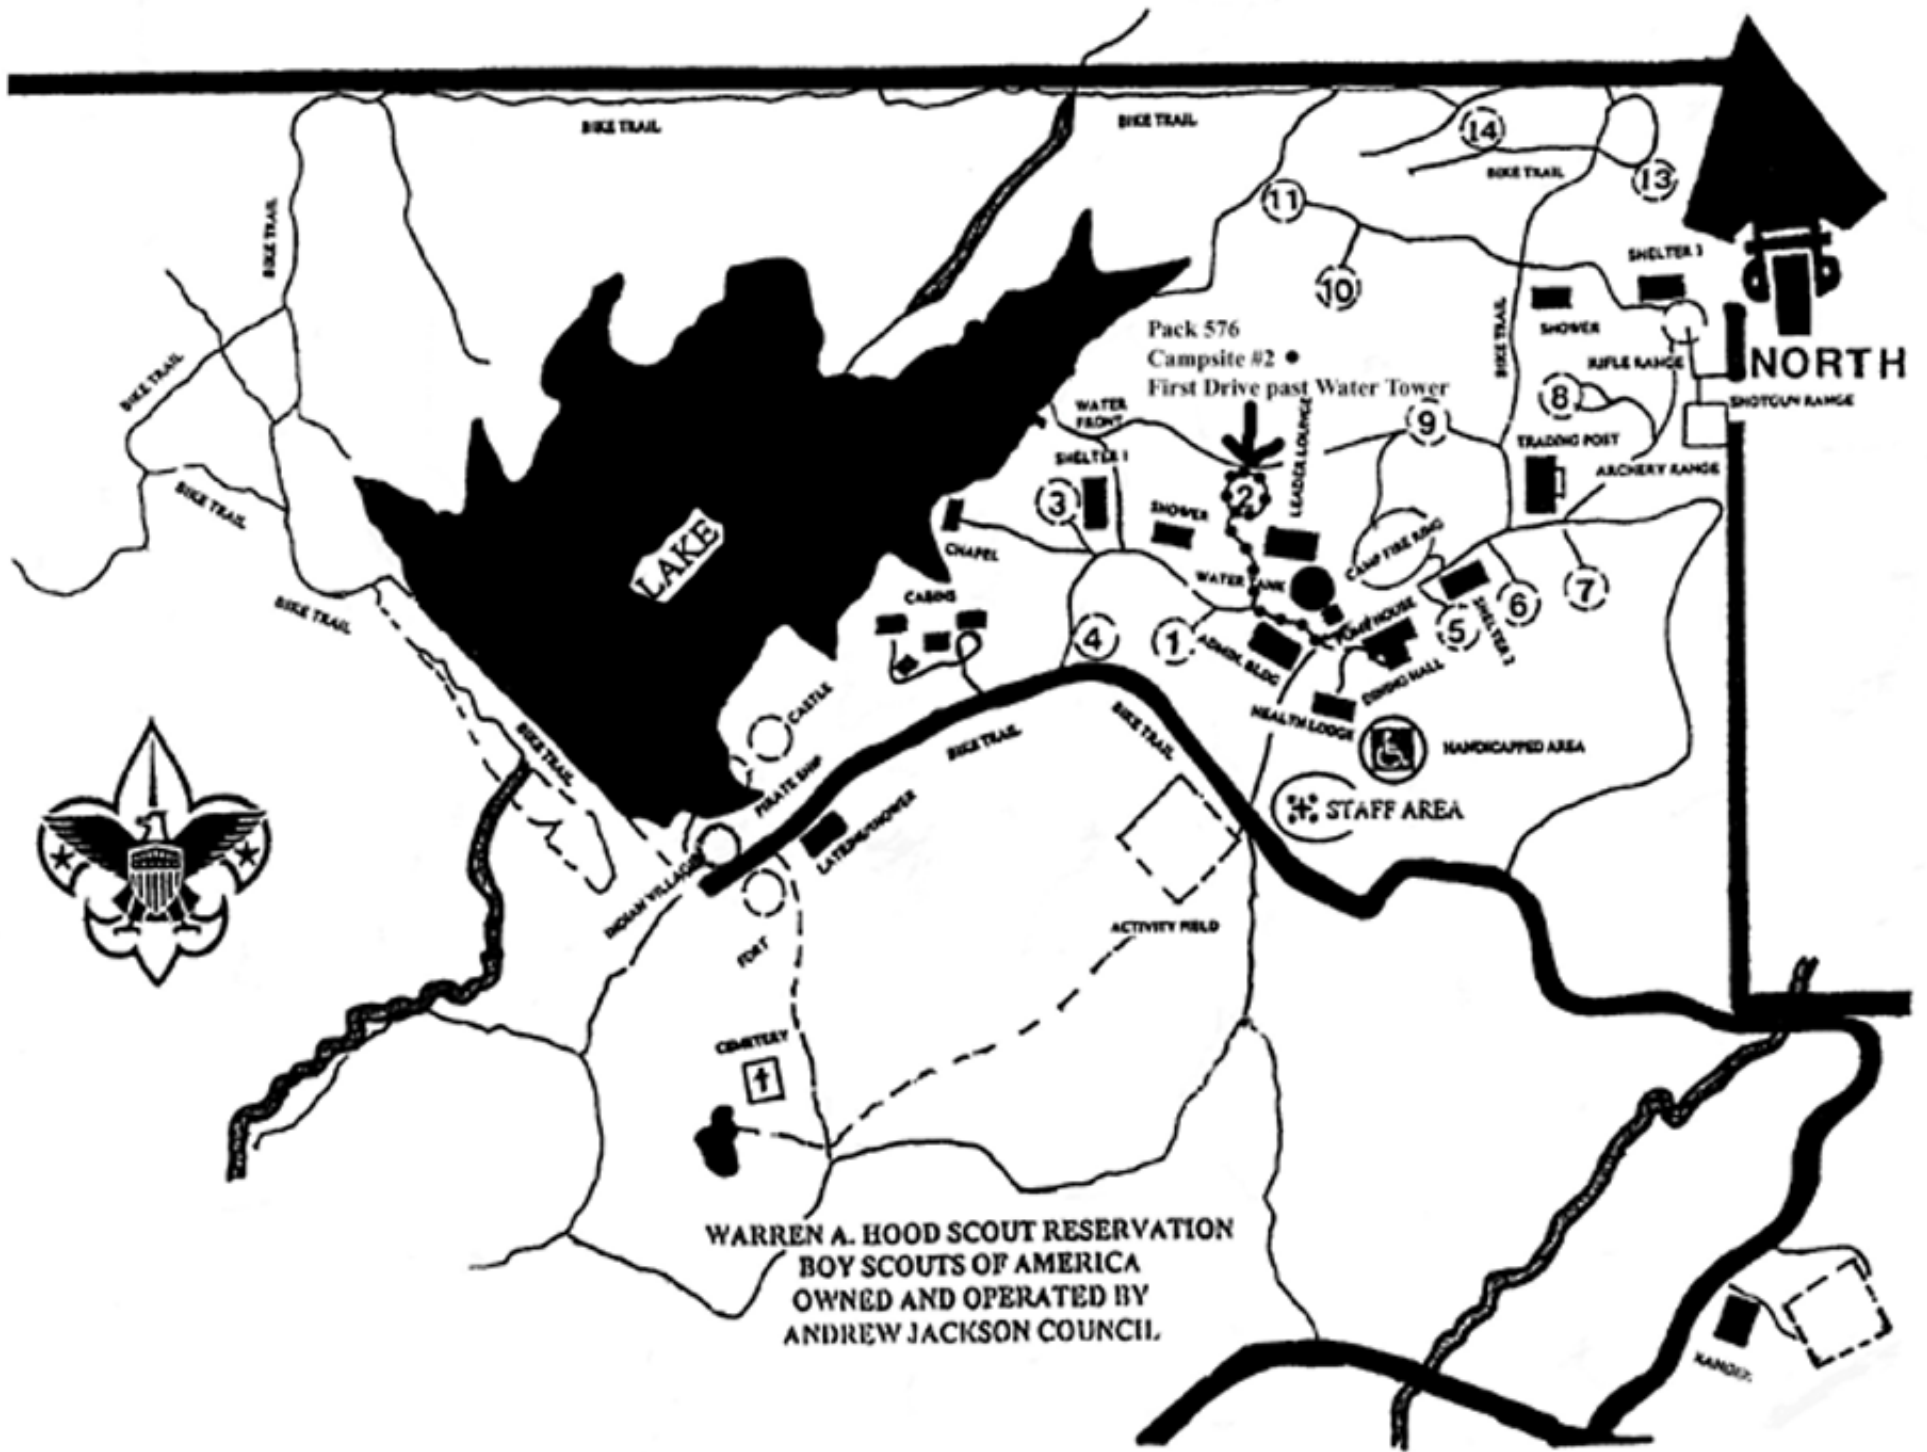 BIKE TRAIL
BIKE TRAIL
14
BIKE TRAIL
13
11
BIKE TRAIL
SHELTER 3
10
SHOWER
Pack 576
Campsite #2
First Drive past Water Tower
BIKE TRAIL
RIFLE RANGE
NORTH
BIKE TRAIL
8
SHOTGUN RANGE
WATER
FRONT
9
LEADER LOUNGE
TRADING POST
SHELTER 1
ARCHERY RANGE
BIKE TRAIL
3
2
SHOWER
LAKE
CHAPEL
CAMP FIRE RING
WATER TANK
CABINS
BIKE TRAIL
PUMP HOUSE
SHELTER 2
6
7
5
4
1
ADMIN. BLDG
DINING HALL
HEALTH LODGE
HANDICAPPED AREA
CASTLE
BIKE TRAIL
BIKE TRAIL
BIKE TRAIL
PIRATE SHIP
STAFF AREA
LATRINE/SHOWER
INDIAN VILLAGE
FORT
ACTIVITY FIELD
CEMETERY
WARREN A. HOOD SCOUT RESERVATION
BOY SCOUTS OF AMERICA
OWNED AND OPERATED BY
ANDREW JACKSON COUNCIL
RANGER